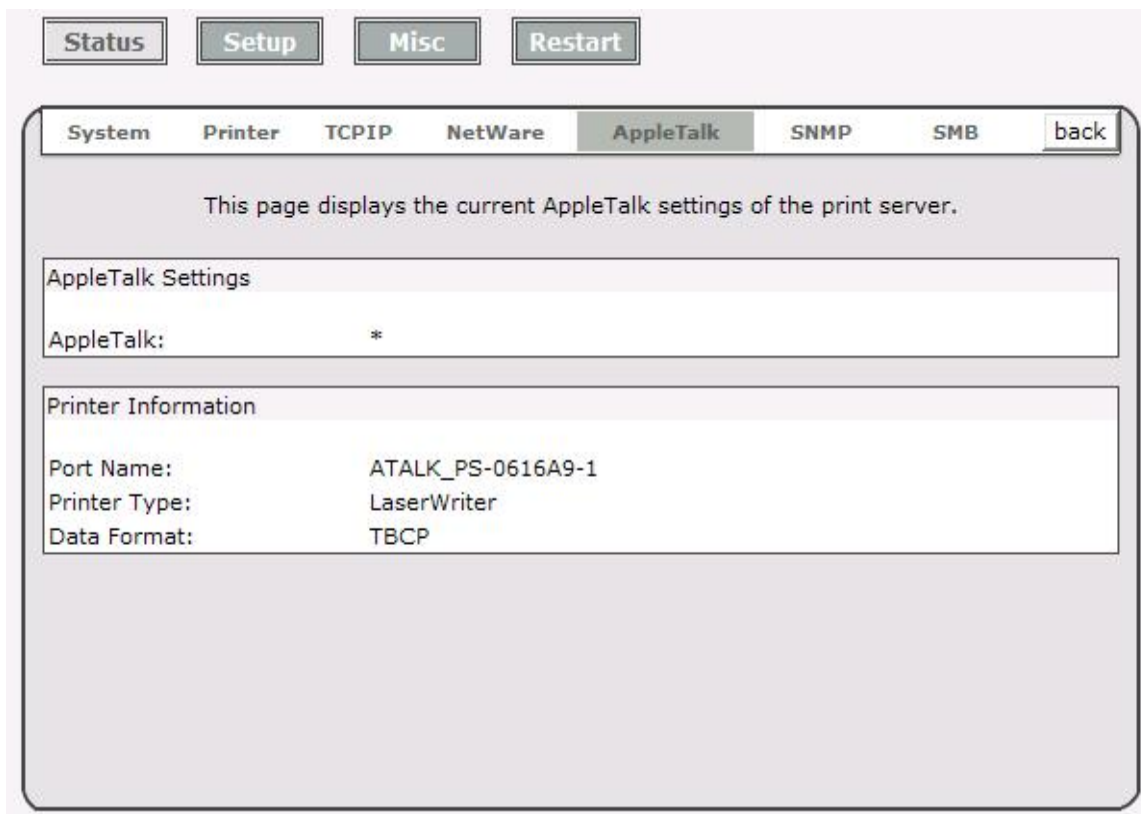 Status Setup Misc Restart
System Printer TCPIP NetWare AppleTalk SNMP SMB back
This page displays the current AppleTalk settings of the print server.
AppleTalk Settings
AppleTalk: *
Printer Information
Port Name: ATALK_PS-0616A9-1
Printer Type: LaserWriter
Data Format: TBCP